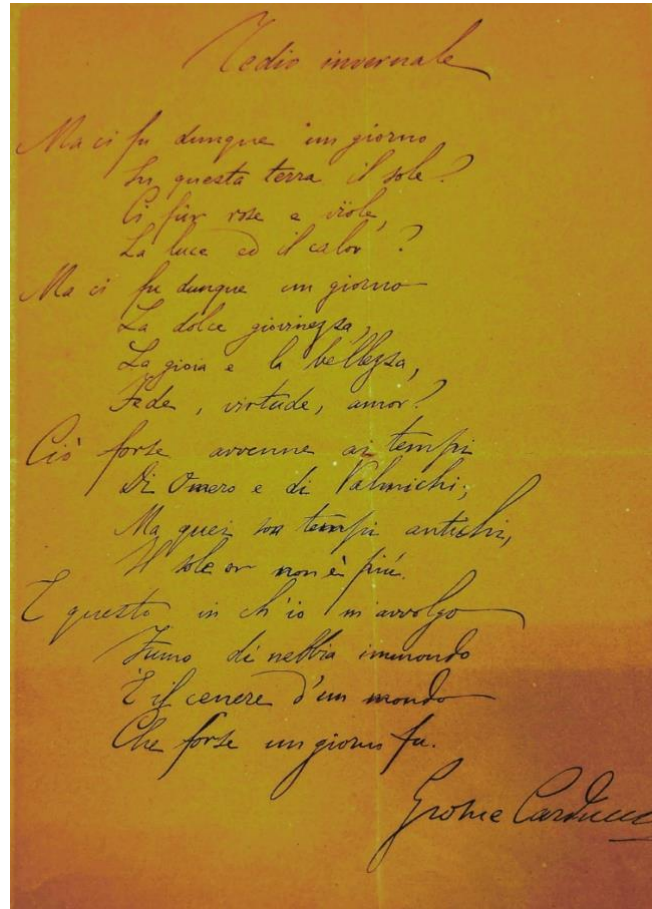 Tedio invernale
Ma ci fu dunque un giorno
Su questa terra il sole?
Ci fûr rose e viole,
La luce ed il calor?
Ma ci fu dunque un giorno
La dolce giovinezza,
La gioia e la bellezza,
Fede, virtude, amor?
Ciò forse avvenne ai tempi
Di Omero e di Valmichi;
Ma quei son tempi antichi,
Il sole or non è più.
E questa in ch'io m'avvolgo
Fumo di nebbia immondo
È il cenere d'un mondo
Che forse un giorno fu.
Carducci